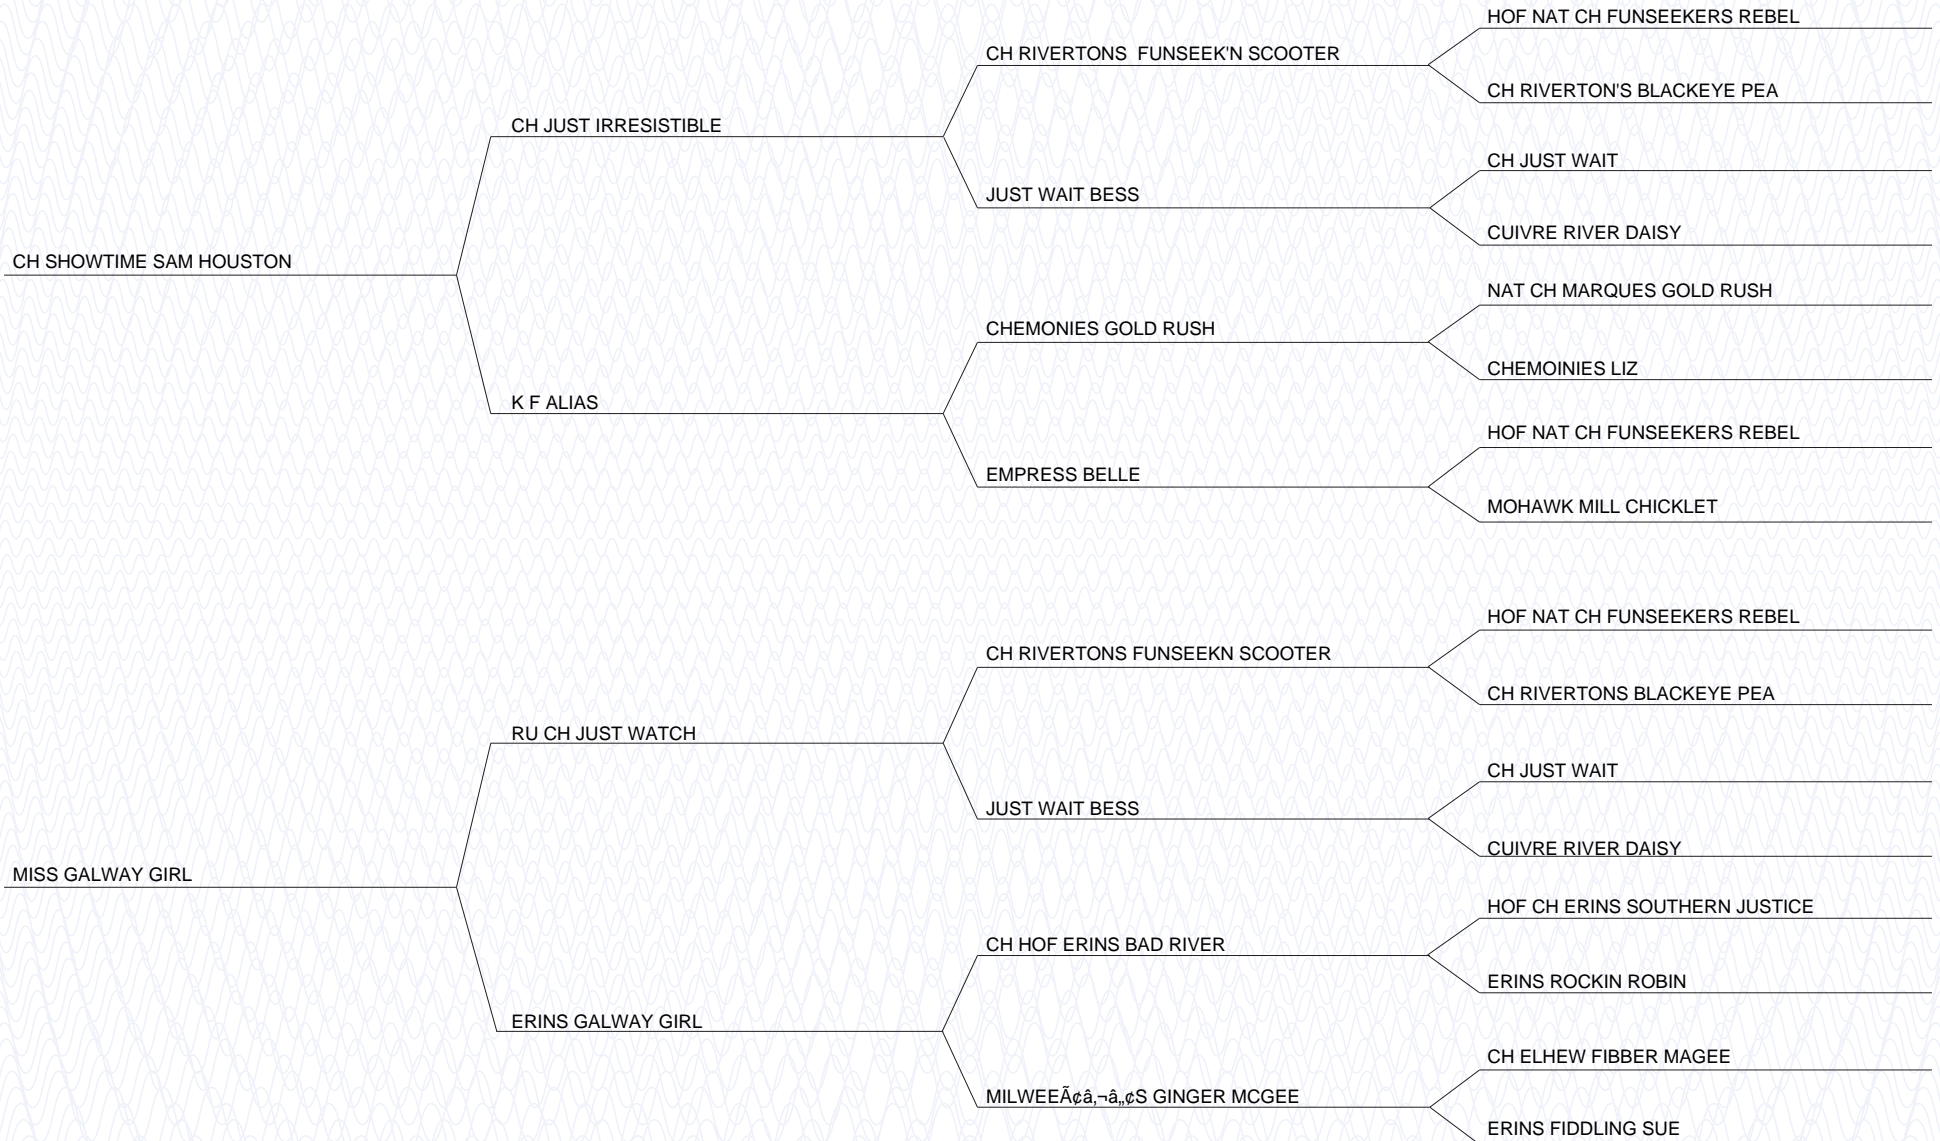 HOF NAT CH FUNSEEKERS REBEL
CH RIVERTONS  FUNSEEK'N SCOOTER
CH RIVERTON'S BLACKEYE PEA
CH JUST IRRESISTIBLE
CH JUST WAIT
JUST WAIT BESS
CUIVRE RIVER DAISY
CH SHOWTIME SAM HOUSTON
NAT CH MARQUES GOLD RUSH
CHEMONIES GOLD RUSH
CHEMOINIES LIZ
K F ALIAS
HOF NAT CH FUNSEEKERS REBEL
EMPRESS BELLE
MOHAWK MILL CHICKLET
HOF NAT CH FUNSEEKERS REBEL
CH RIVERTONS FUNSEEKN SCOOTER
CH RIVERTONS BLACKEYE PEA
RU CH JUST WATCH
CH JUST WAIT
JUST WAIT BESS
CUIVRE RIVER DAISY
MISS GALWAY GIRL
HOF CH ERINS SOUTHERN JUSTICE
CH HOF ERINS BAD RIVER
ERINS ROCKIN ROBIN
ERINS GALWAY GIRL
CH ELHEW FIBBER MAGEE
MILWEEÃ¢â‚¬â„¢S GINGER MCGEE
ERINS FIDDLING SUE